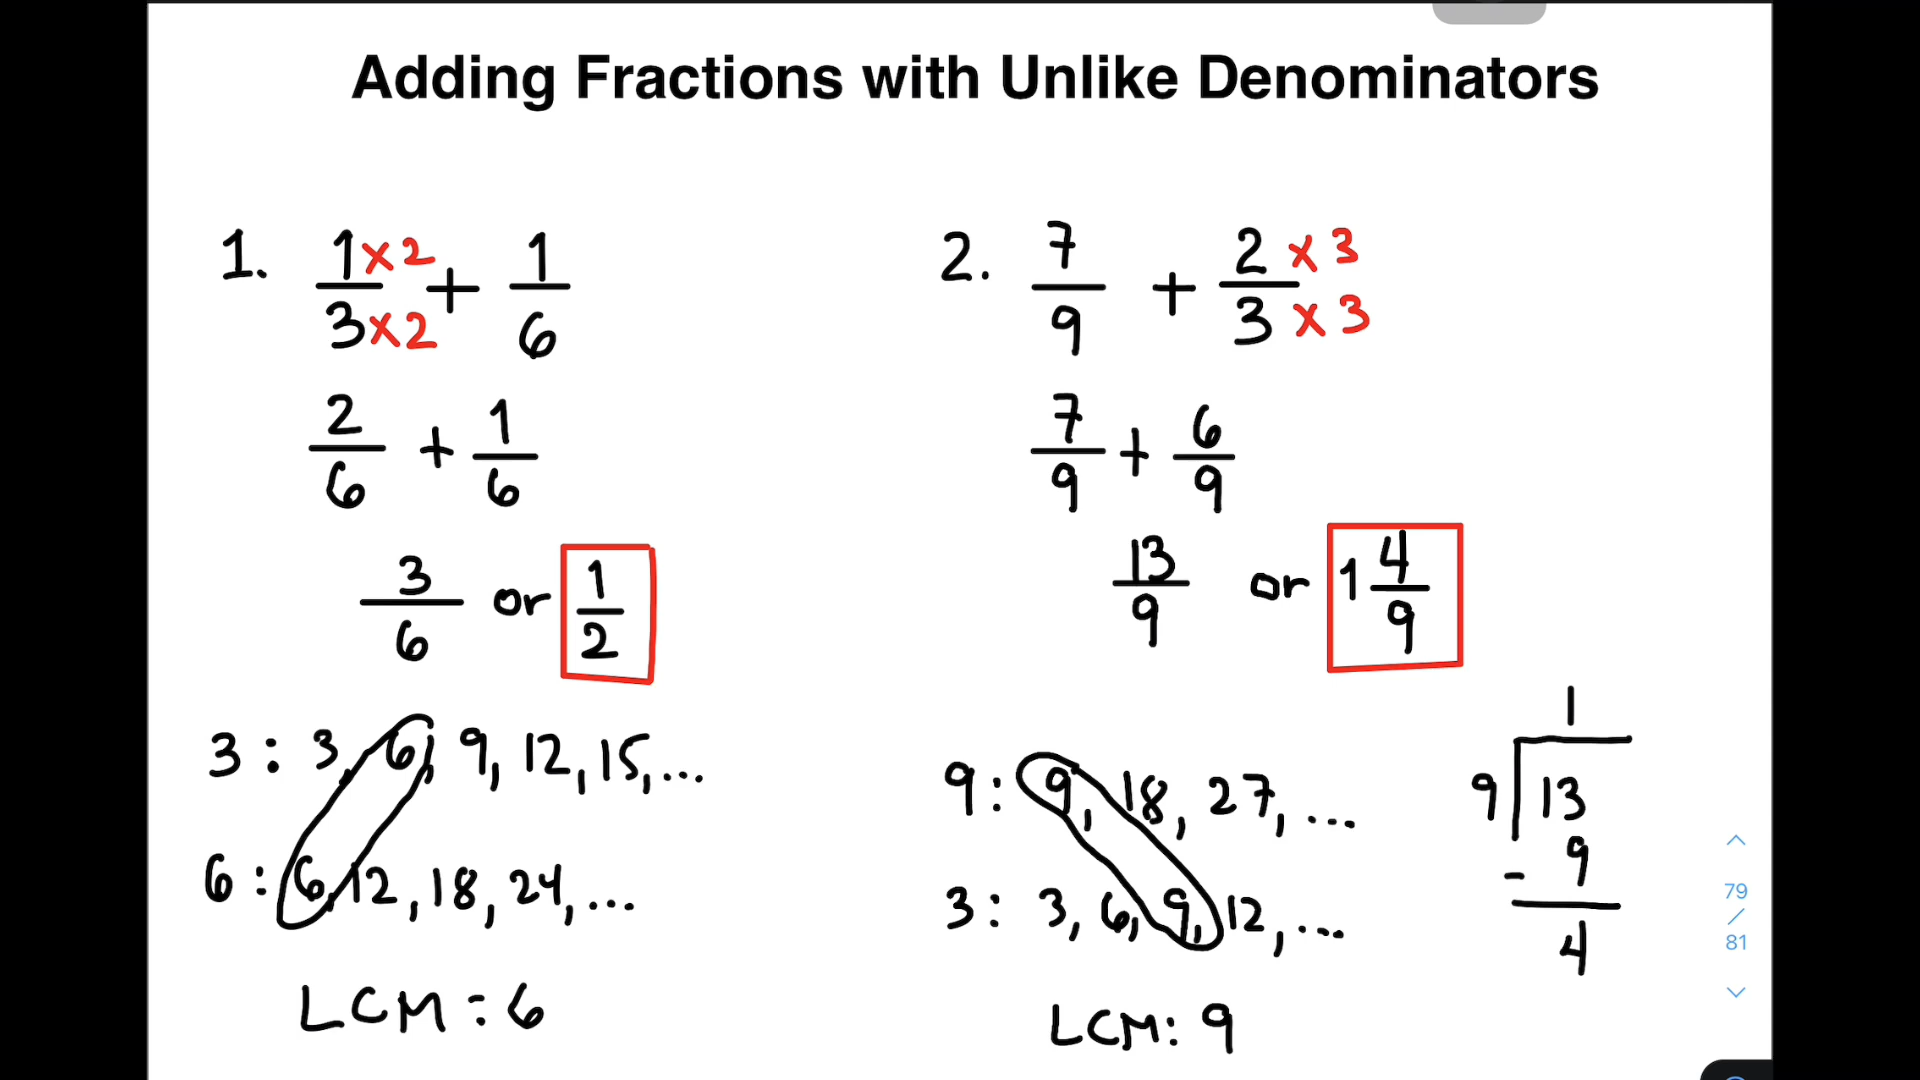 Adding Fractions with Unlike Denominators
1. 1 × 2 / 3 × 2 + 1/6
2/6 + 1/6
3/6 or 1/2
3 : 3, 6, 9, 12, 15, ...
6 : 6, 12, 18, 24, ...
LCM = 6
2. 7/9 + 2 × 3 / 3 × 3
7/9 + 6/9
13/9 or 1 4/9
9 : 9, 18, 27, ...
3 : 3, 6, 9, 12, ...
LCM: 9
1
9 13
- 9
4
79
/
81